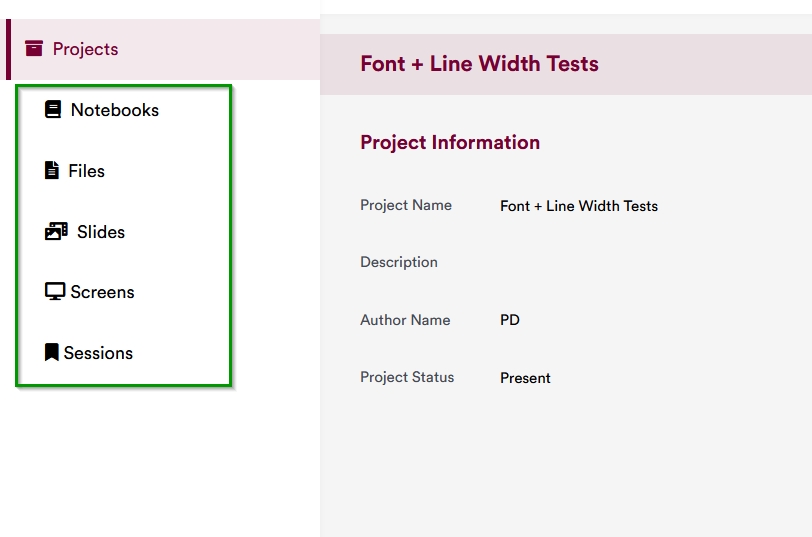 Projects
Notebooks
Files
Slides
Screens
Sessions
Font + Line Width Tests
Project Information
Project Name Font + Line Width Tests
Description
Author Name PD
Project Status Present